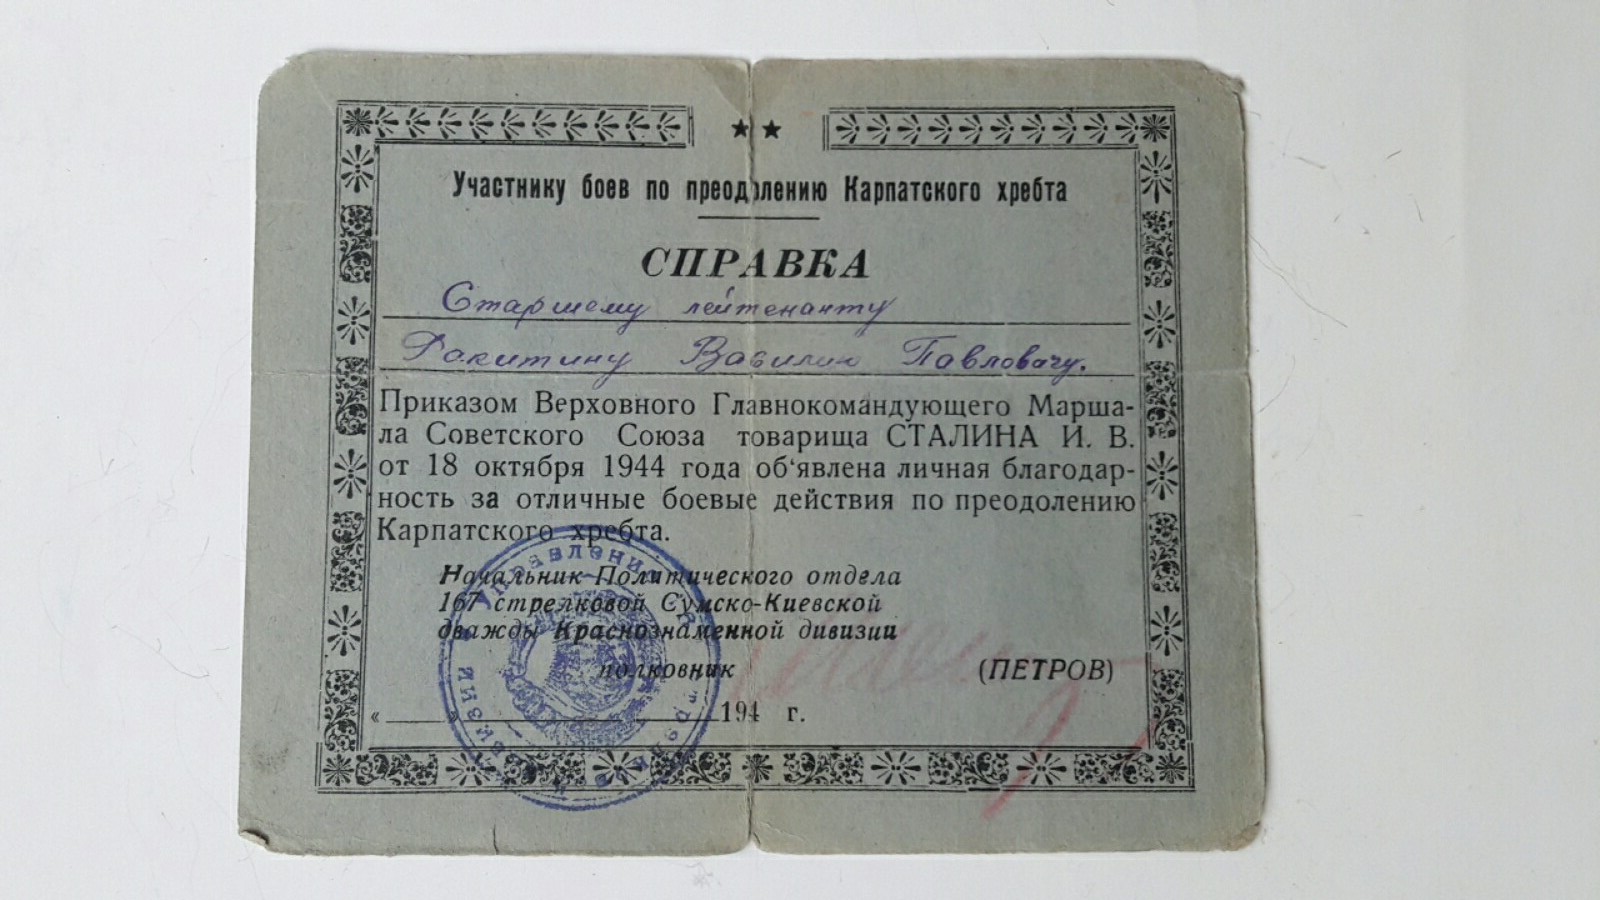 ★★
Участнику боев по преодолению Карпатского хребта
СПРАВКА
Старшему лейтенанту
Ракитину Василию Павловичу.
Приказом Верховного Главнокомандующего Марша-
ла Советского Союза товарища СТАЛИНА И. В.
от 18 октября 1944 года об‘явлена личная благодар-
ность за отличные боевые действия по преодолению
Карпатского хребта.
Начальник Политического отдела
167 стрелковой Сумско-Киевской
дважды Краснознаменной дивизии
полковник (ПЕТРОВ)
« » 194 г.
Управление